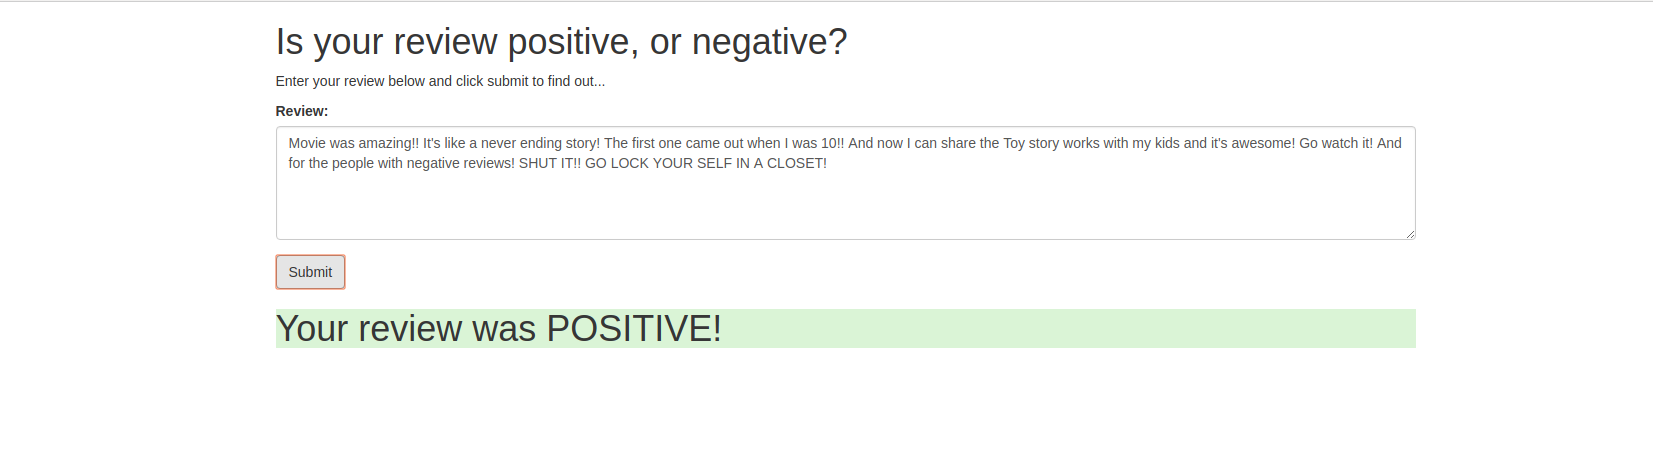 Is your review positive, or negative?
Enter your review below and click submit to find out...
Review:
Movie was amazing!! It's like a never ending story! The first one came out when I was 10!! And now I can share the Toy story works with my kids and it's awesome! Go watch it! And
for the people with negative reviews! SHUT IT!! GO LOCK YOUR SELF IN A CLOSET!
Submit
Your review was POSITIVE!